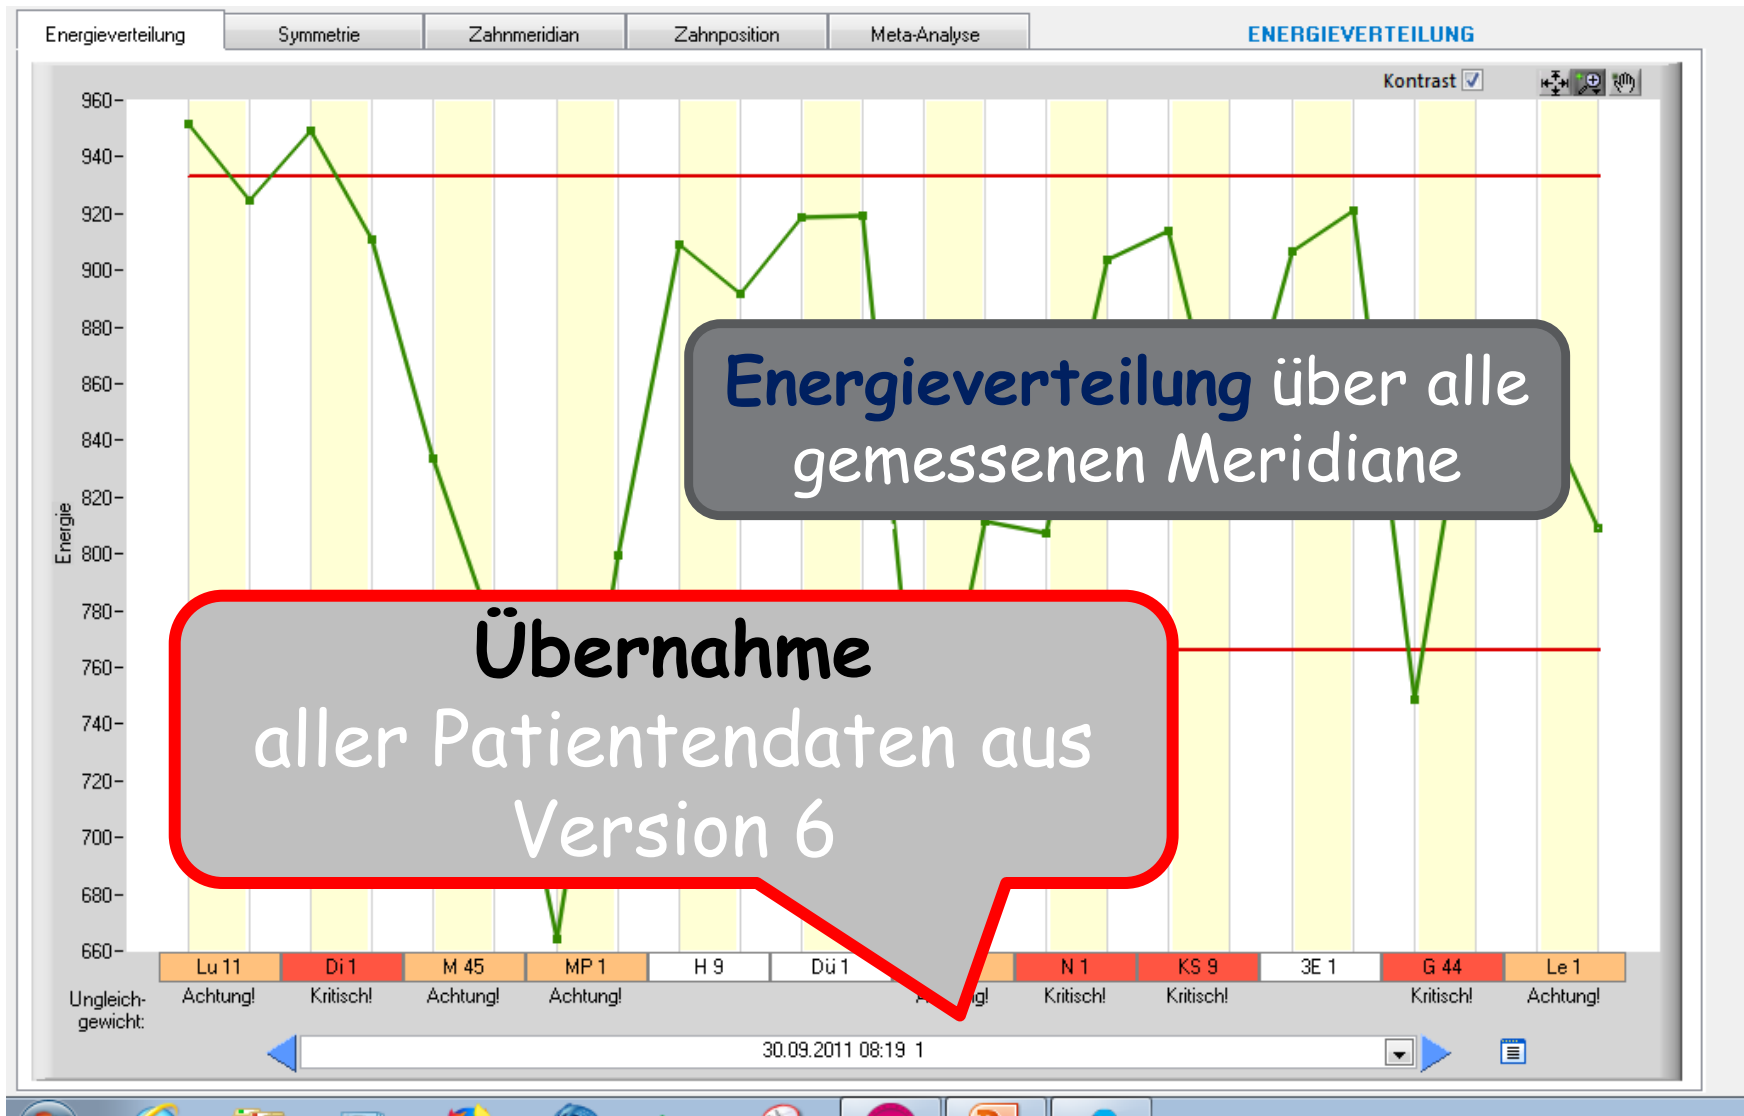 Energieverteilung
Symmetrie
Zahnmeridian
Zahnposition
Meta-Analyse
ENERGIEVERTEILUNG
Kontrast
960
940
920
900
880
860
840
820
800
780
760
740
720
700
680
660
Energie
Energieverteilung über alle
gemessenen Meridiane
Übernahme
aller Patientendaten aus
Version 6
Lu 11
Di 1
M 45
MP 1
H 9
Dü 1
N 1
KS 9
3E 1
G 44
Le 1
Ungleich-
gewicht:
Achtung!
Kritisch!
Achtung!
Achtung!
Kritisch!
Kritisch!
Kritisch!
Achtung!
30.09.2011 08:19 1